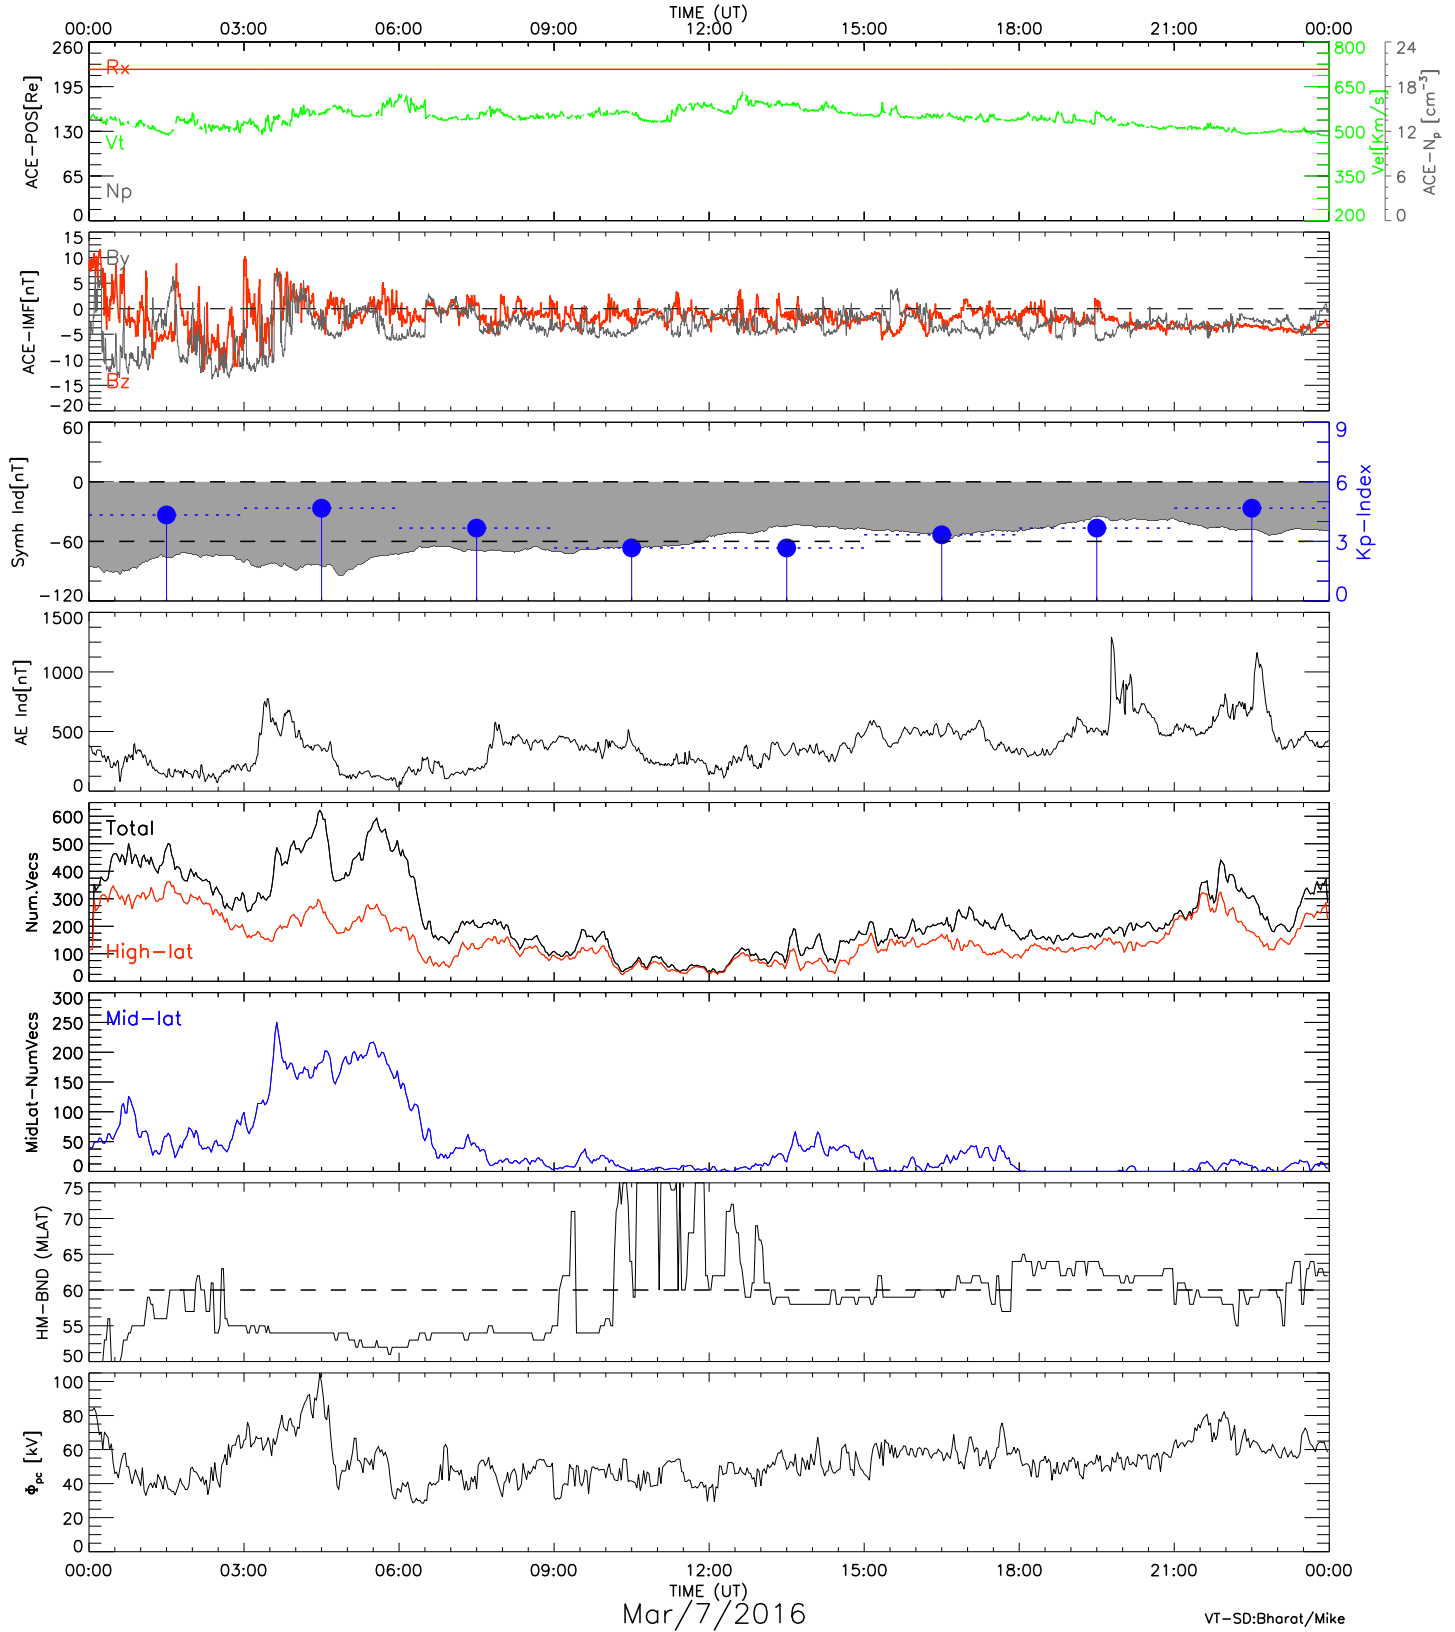 TIME (UT)
00:00 03:00 06:00 09:00 12:00 15:00 18:00 21:00 00:00
ACE-POS[Re]
260
195
130
65
0
Rx
Vt
Np
800
650
500
350
200
Vel[Km/s]
24
18
12
6
0
ACE-Np [cm⁻³]
ACE-IMF[nT]
15
10
5
0
-5
-10
-15
-20
By
Bz
Symh Ind[nT]
60
0
-60
-120
9
6
3
0
Kp-Index
AE Ind[nT]
1500
1000
500
0
Num.Vecs
600
500
400
300
200
100
0
Total
High-lat
MidLat-NumVecs
300
250
200
150
100
50
0
Mid-lat
HM-BND (MLAT)
75
70
65
60
55
50
Φpc [kV]
100
80
60
40
20
0
00:00 03:00 06:00 09:00 12:00 15:00 18:00 21:00 00:00
TIME (UT)
Mar/7/2016
VT-SD:Bharat/Mike